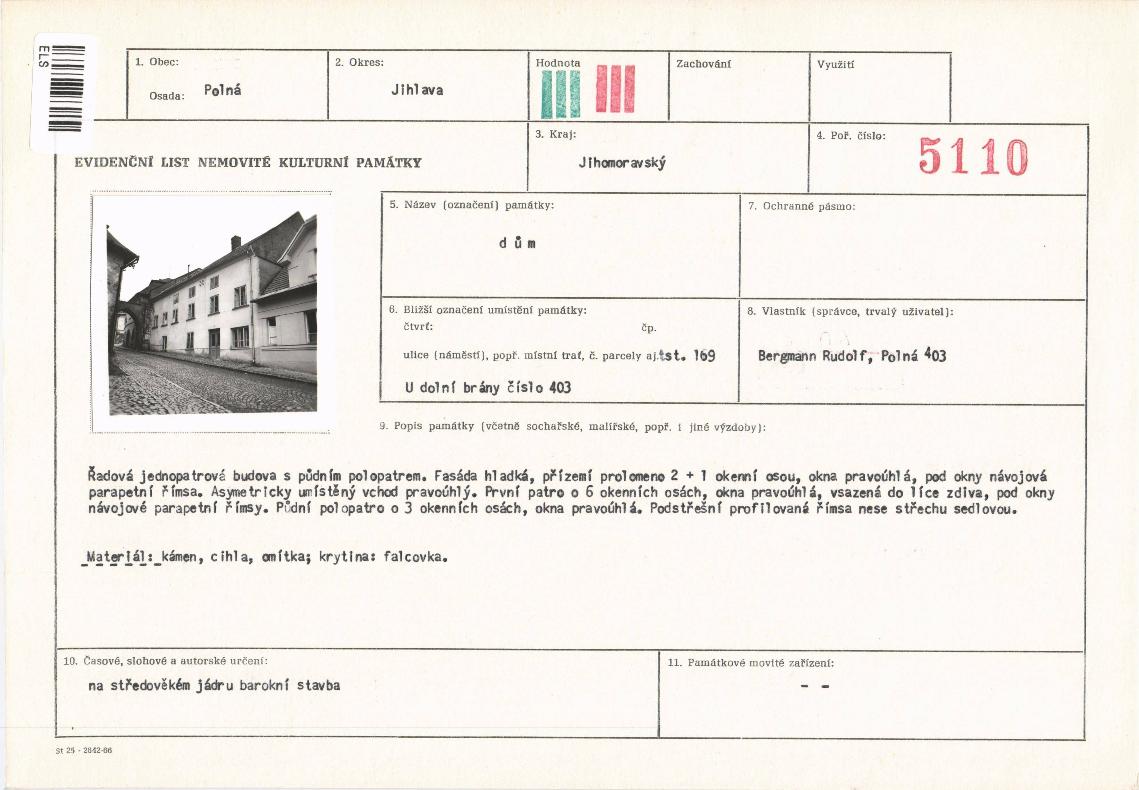 ELS
1. Obec:
Osada: Polná
2. Okres:
Jihlava
Hodnota
Zachování
Využití
EVIDENČNÍ LIST NEMOVITÉ KULTURNÍ PAMÁTKY
3. Kraj:
Jihomoravský
4. Poř. číslo:
5110
5. Název (označení) památky:
dům
7. Ochranné pásmo:
6. Bližší označení umístění památky:
čtvrť: čp.
ulice (náměstí), popř. místní trať, č. parcely aj. st. 169
U dolní brány číslo 403
8. Vlastník (správce, trvalý uživatel):
Bergmann Rudolf, Polná 403
9. Popis památky (včetně sochařské, malířské, popř. i jiné výzdoby):
Řadová jednopatrová budova s půdním polopatrem. Fasáda hladká, přízemí prolomeno 2 + 1 okenní osou, okna pravoúhlá, pod okny návojová
parapetní římsa. Asymetricky umístěný vchod pravoúhlý. První patro o 6 okenních osách, okna pravoúhlá, vsazená do líce zdiva, pod okny
návojové parapetní římsy. Půdní polopatro o 3 okenních osách, okna pravoúhlá. Podstřešní profilovaná římsa nese střechu sedlovou.
Materiál: kámen, cihla, omítka; krytina: falcovka.
10. Časové, slohové a autorské určení:
na středověkém jádru barokní stavba
11. Památkové movité zařízení:
- -
St 25 - 2842-66